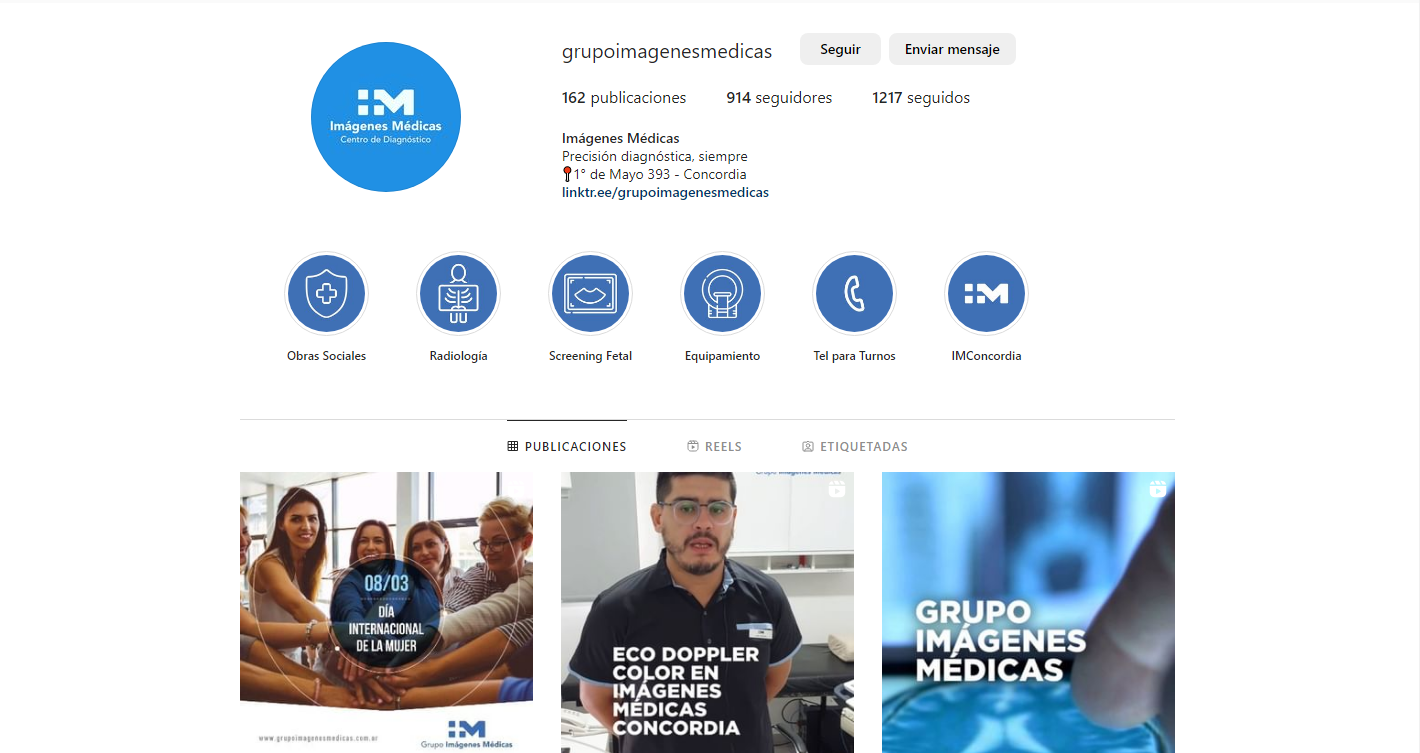 grupoimagenesmedicas
Seguir
Enviar mensaje
162 publicaciones
914 seguidores
1217 seguidos
IM
Imágenes Médicas
Centro de Diagnóstico
Imágenes Médicas
Precisión diagnóstica, siempre
1° de Mayo 393 - Concordia
linktr.ee/grupoimagenesmedicas
IM
Obras Sociales
Radiología
Screening Fetal
Equipamiento
Tel para Turnos
IMConcordia
PUBLICACIONES
REELS
ETIQUETADAS
08/03
DÍA
INTERNACIONAL
DE LA MUJER
www.grupoimagenesmedicas.com.ar
IM
Grupo Imágenes Médicas
Grupo Imágenes Médicas
ECO DOPPLER
COLOR EN
IMÁGENES
MÉDICAS
CONCORDIA
GRUPO
IMÁGENES
MÉDICAS